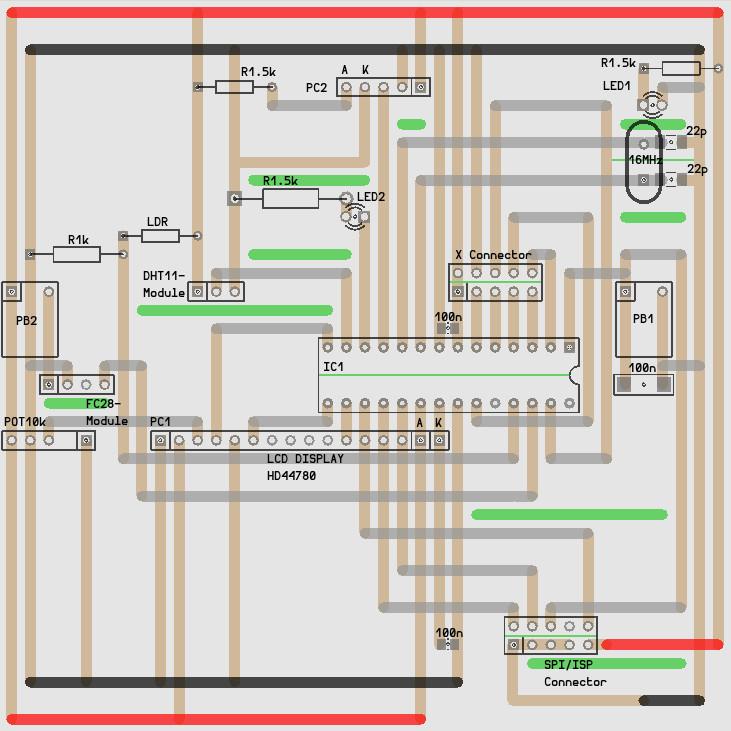 R1.5k
A K
PC2
R1.5k
LED1
22p
16MHz
22p
R1.5k
LED2
LDR
R1k
X Connector
DHT11-
Module
PB2
PB1
100n
IC1
100n
FC28-
Module
POT10k
PC1
A K
LCD DISPLAY
HD44780
100n
SPI/ISP
Connector